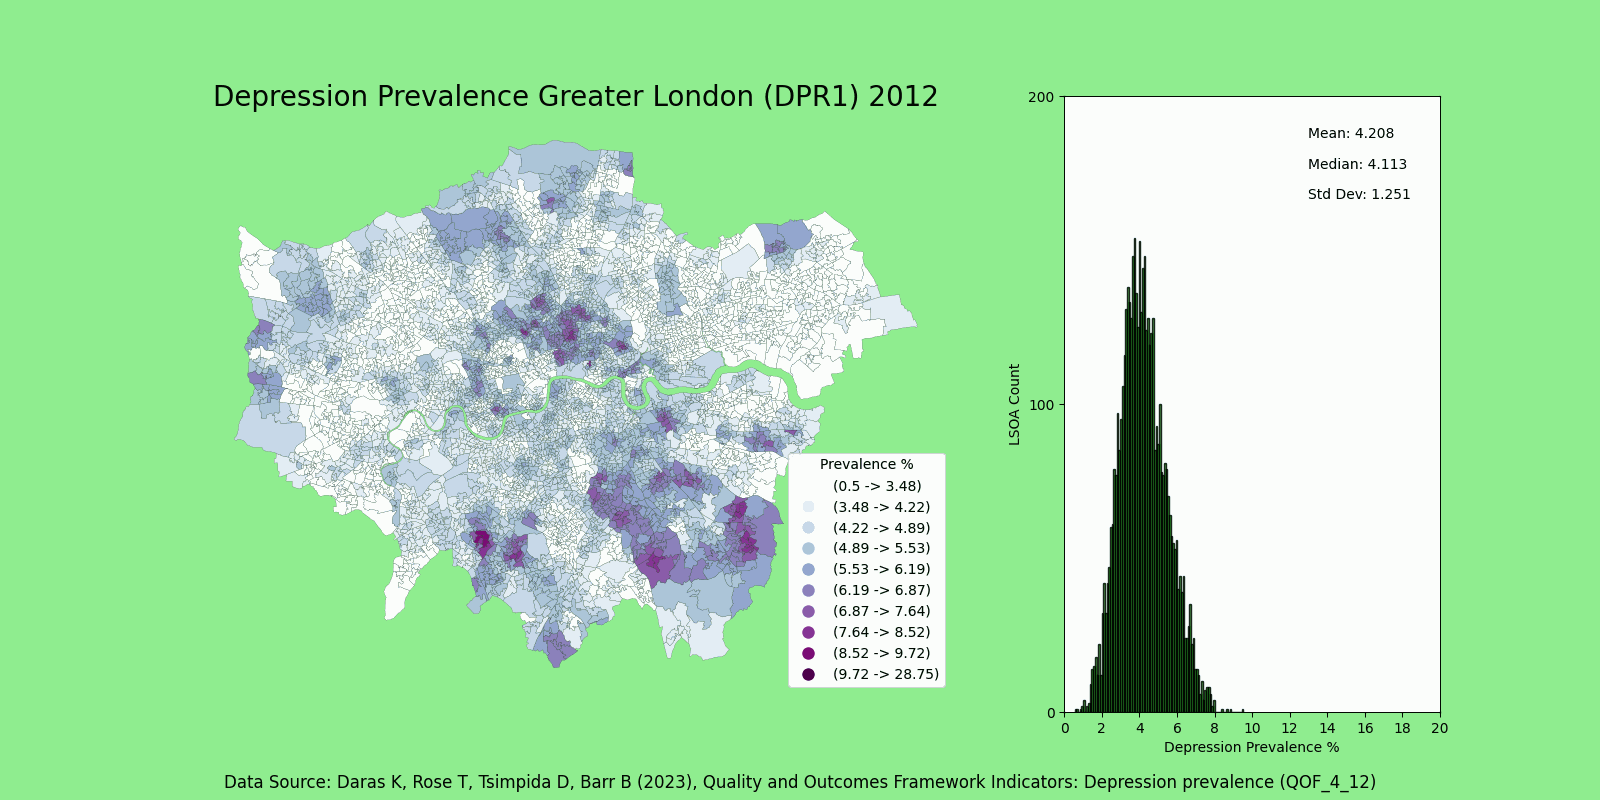 Depression Prevalence Greater London (DPR1) 2012
Prevalence %
(0.5 -> 3.48)
(3.48 -> 4.22)
(4.22 -> 4.89)
(4.89 -> 5.53)
(5.53 -> 6.19)
(6.19 -> 6.87)
(6.87 -> 7.64)
(7.64 -> 8.52)
(8.52 -> 9.72)
(9.72 -> 28.75)
200
100
0
LSOA Count
Mean: 4.208
Median: 4.113
Std Dev: 1.251
0 2 4 6 8 10 12 14 16 18 20
Depression Prevalence %
Data Source: Daras K, Rose T, Tsimpida D, Barr B (2023), Quality and Outcomes Framework Indicators: Depression prevalence (QOF_4_12)